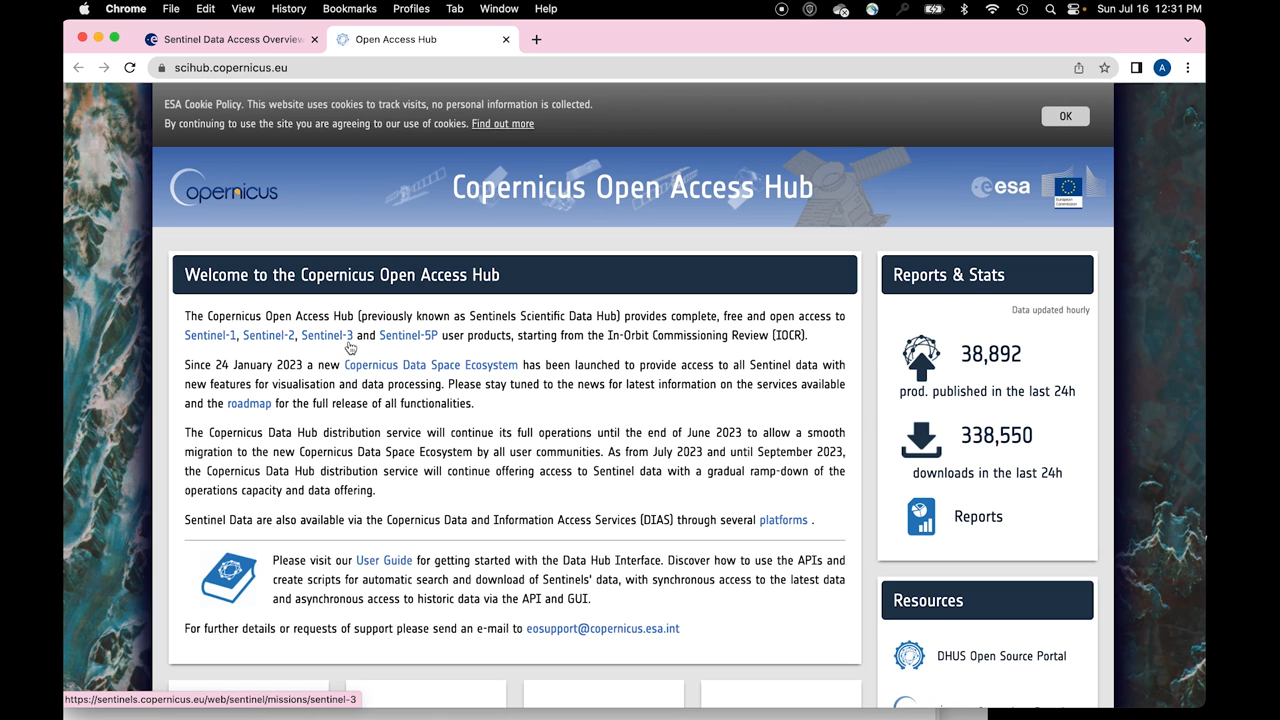 Chrome File Edit View History Bookmarks Profiles Tab Window Help Sun Jul 16 12:31 PM
Sentinel Data Access Overview
Open Access Hub
scihub.copernicus.eu
A
ESA Cookie Policy. This website uses cookies to track visits, no personal information is collected.
By continuing to use the site you are agreeing to our use of cookies. Find out more
OK
opernicus
Copernicus Open Access Hub
esa
European
Commission
Welcome to the Copernicus Open Access Hub
The Copernicus Open Access Hub (previously known as Sentinels Scientific Data Hub) provides complete, free and open access to
Sentinel-1, Sentinel-2, Sentinel-3 and Sentinel-5P user products, starting from the In-Orbit Commissioning Review (IOCR).
Since 24 January 2023 a new Copernicus Data Space Ecosystem has been launched to provide access to all Sentinel data with
new features for visualisation and data processing. Please stay tuned to the news for latest information on the services available
and the roadmap for the full release of all functionalities.
The Copernicus Data Hub distribution service will continue its full operations until the end of June 2023 to allow a smooth
migration to the new Copernicus Data Space Ecosystem by all user communities. As from July 2023 and until September 2023,
the Copernicus Data Hub distribution service will continue offering access to Sentinel data with a gradual ramp-down of the
operations capacity and data offering.
Sentinel Data are also available via the Copernicus Data and Information Access Services (DIAS) through several platforms .
Please visit our User Guide for getting started with the Data Hub Interface. Discover how to use the APIs and
create scripts for automatic search and download of Sentinels' data, with synchronous access to the latest data
and asynchronous access to historic data via the API and GUI.
For further details or requests of support please send an e-mail to eosupport@copernicus.esa.int
Reports & Stats
Data updated hourly
38,892
prod. published in the last 24h
338,550
downloads in the last 24h
Reports
Resources
DHUS Open Source Portal
https://sentinels.copernicus.eu/web/sentinel/missions/sentinel-3